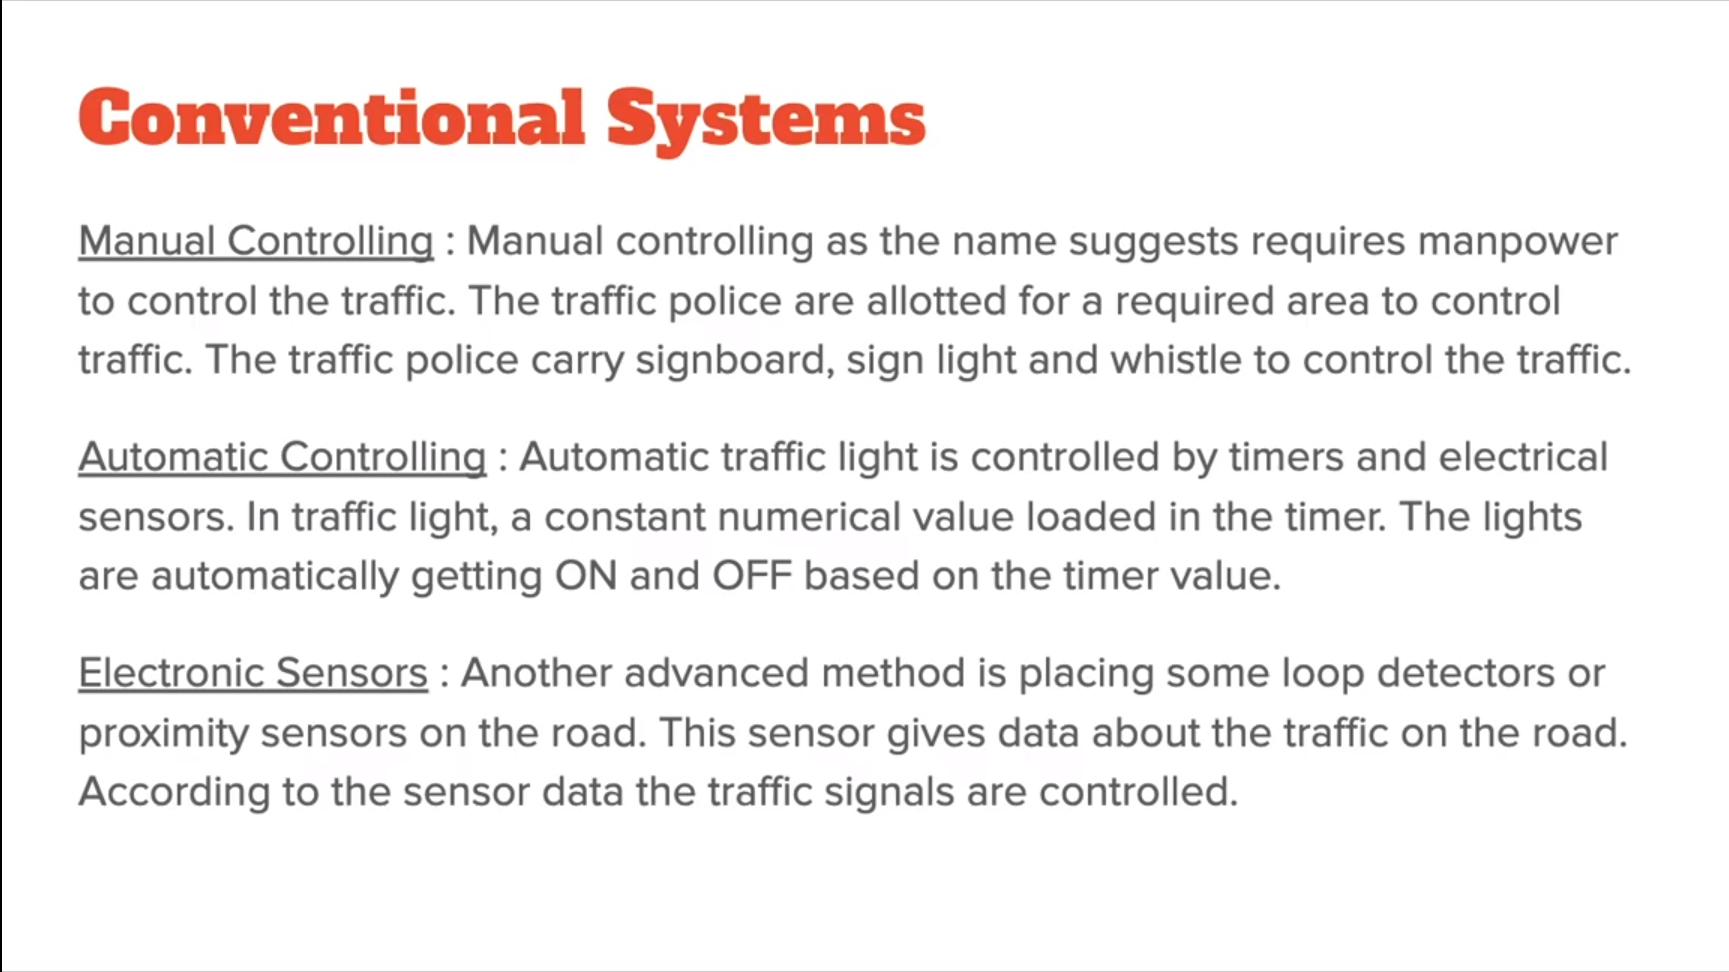 Conventional Systems
Manual Controlling : Manual controlling as the name suggests requires manpower
to control the traffic. The traffic police are allotted for a required area to control
traffic. The traffic police carry signboard, sign light and whistle to control the traffic.
Automatic Controlling : Automatic traffic light is controlled by timers and electrical
sensors. In traffic light, a constant numerical value loaded in the timer. The lights
are automatically getting ON and OFF based on the timer value.
Electronic Sensors : Another advanced method is placing some loop detectors or
proximity sensors on the road. This sensor gives data about the traffic on the road.
According to the sensor data the traffic signals are controlled.